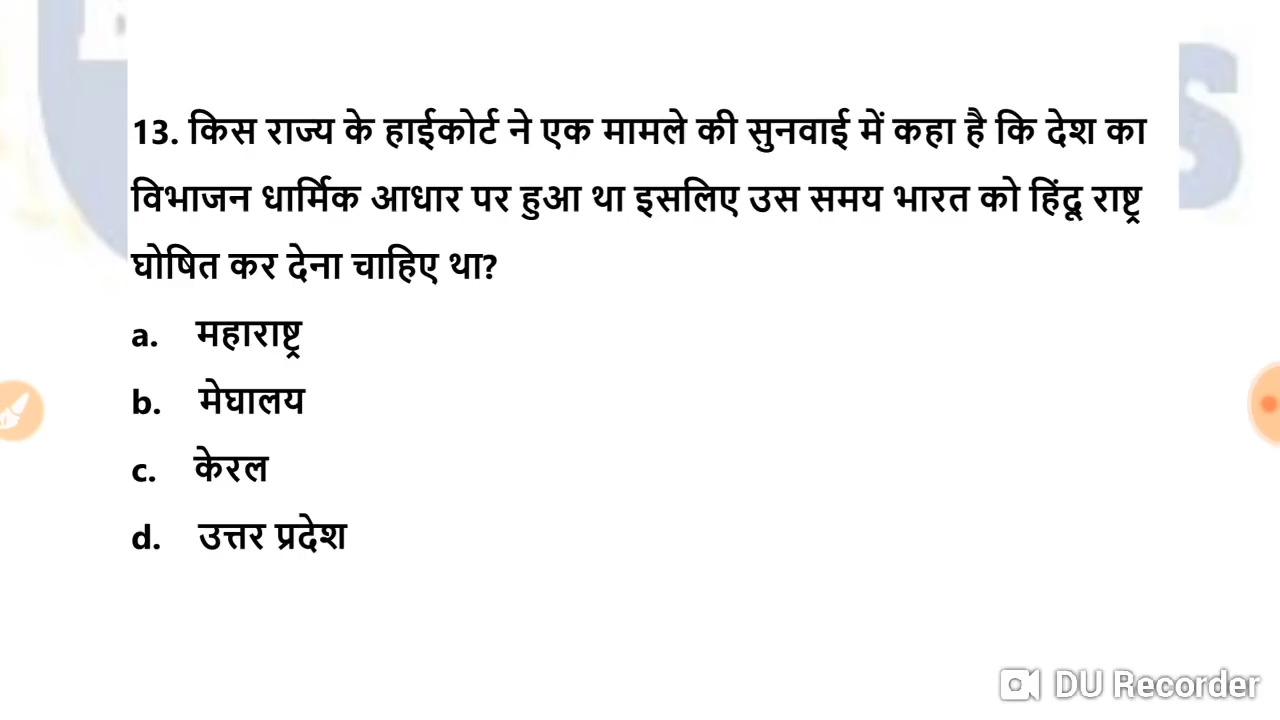 13. किस राज्य के हाईकोर्ट ने एक मामले की सुनवाई में कहा है कि देश का
विभाजन धार्मिक आधार पर हुआ था इसलिए उस समय भारत को हिंदू राष्ट्र
घोषित कर देना चाहिए था?
a. महाराष्ट्र
b. मेघालय
c. केरल
d. उत्तर प्रदेश
DU Recorder